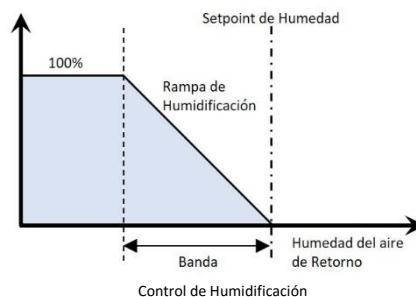 Setpoint de Humedad
100%
Rampa de
Humidificación
Humedad del aire
de Retorno
Banda
Control de Humidificación